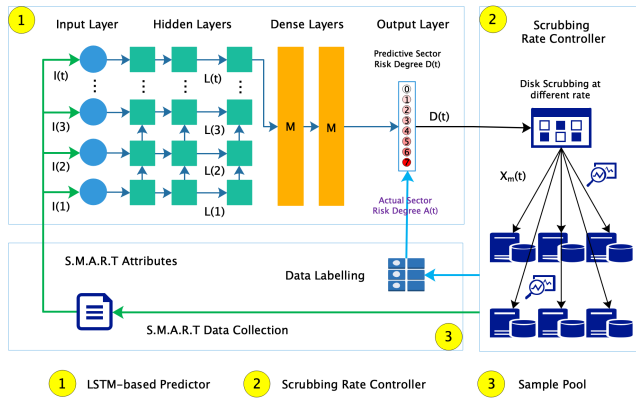 1
Input Layer
Hidden Layers
Dense Layers
Output Layer
2
Scrubbing
Rate Controller
I(t)
L(t)
Predictive Sector
Risk Degree D(t)
Disk Scrubbing at
different rate
I(3)
L(3)
M
M
0
1
2
3
4
5
6
7
D(t)
I(2)
L(2)
I(1)
L(1)
X_m(t)
Actual Sector
Risk Degree A(t)
S.M.A.R.T Attributes
Data Labelling
S.M.A.R.T Data Collection
3
1 LSTM-based Predictor
2 Scrubbing Rate Controller
3 Sample Pool